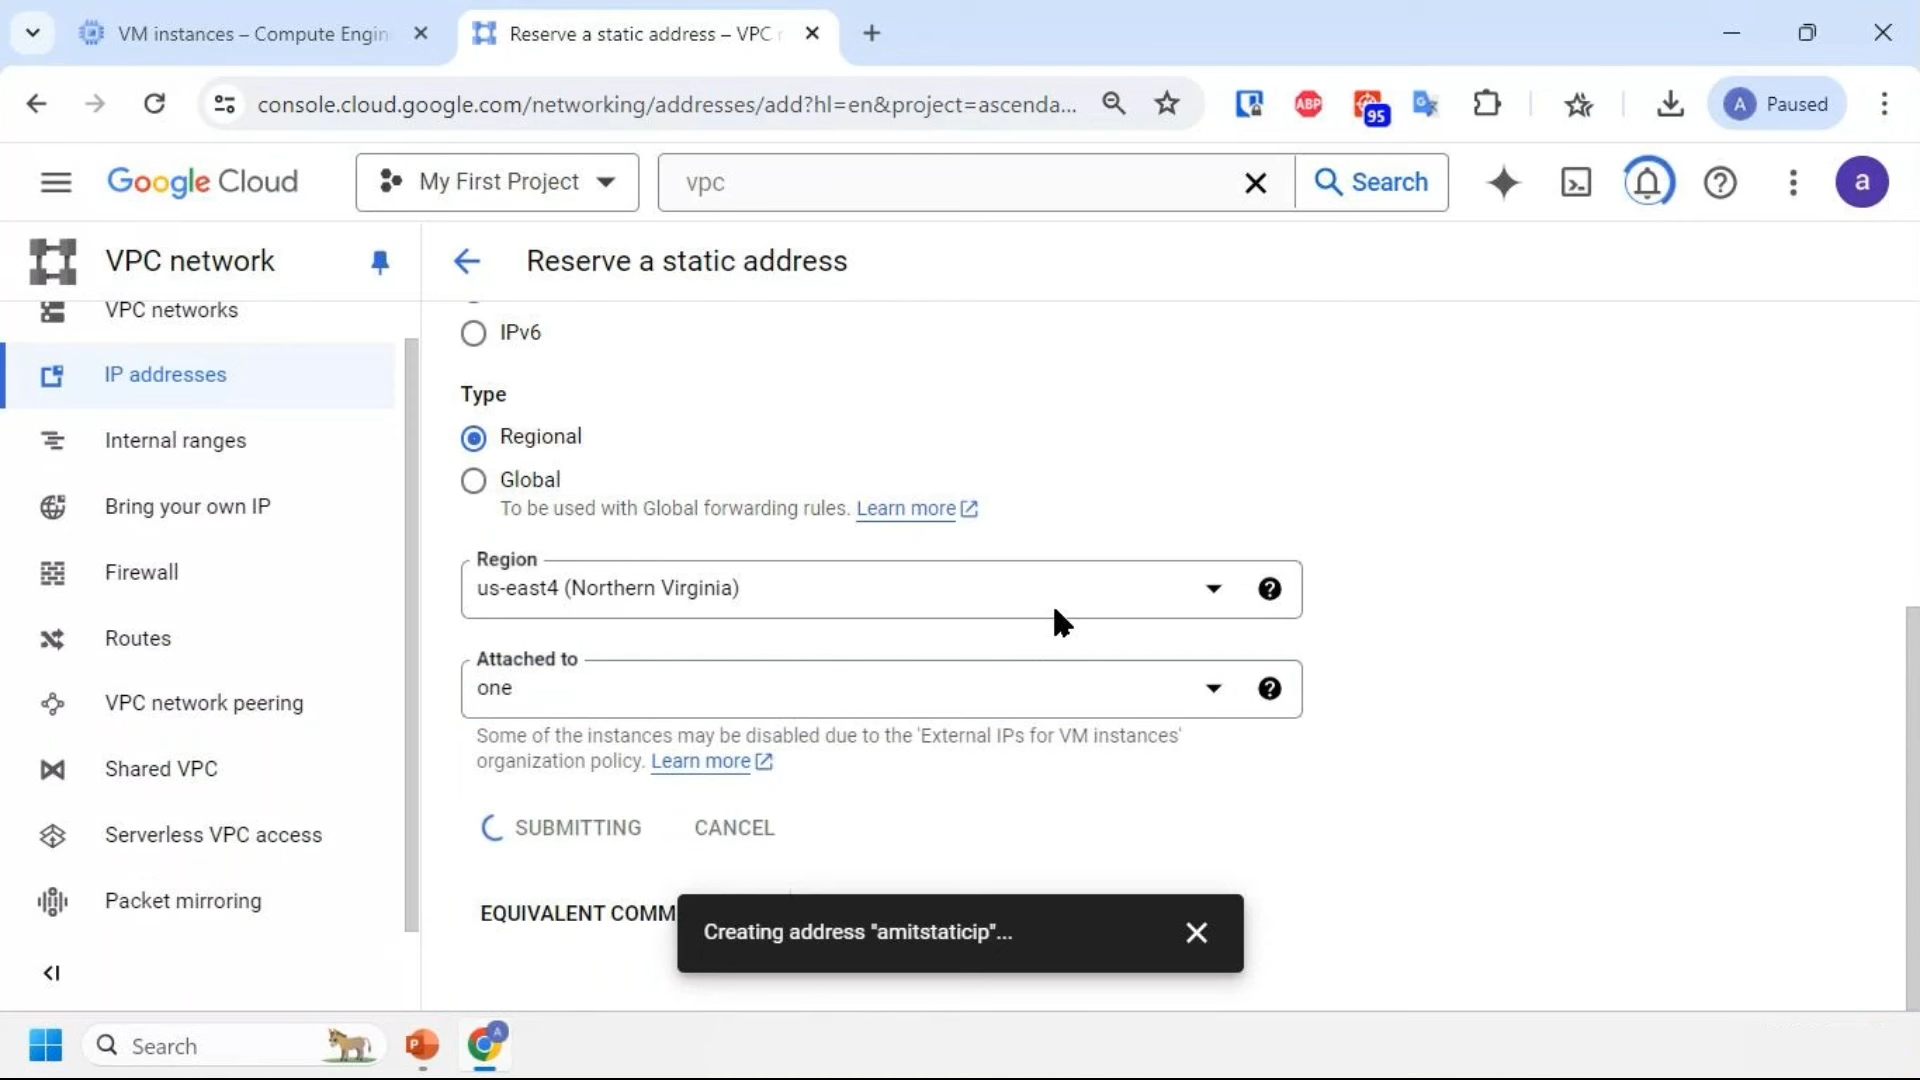 VM instances – Compute Engin
Reserve a static address – VPC
console.cloud.google.com/networking/addresses/add?hl=en&project=ascenda...
ABP
95
A Paused
Google Cloud
My First Project
vpc
Search
a
VPC network
Reserve a static address
VPC networks
IP addresses
Internal ranges
Bring your own IP
Firewall
Routes
VPC network peering
Shared VPC
Serverless VPC access
Packet mirroring
IPv6
Type
Regional
Global
To be used with Global forwarding rules. Learn more
Region
us-east4 (Northern Virginia)
Attached to
one
Some of the instances may be disabled due to the 'External IPs for VM instances'
organization policy. Learn more
SUBMITTING CANCEL
EQUIVALENT COMM
Creating address "amitstaticip"...
Search
P
A